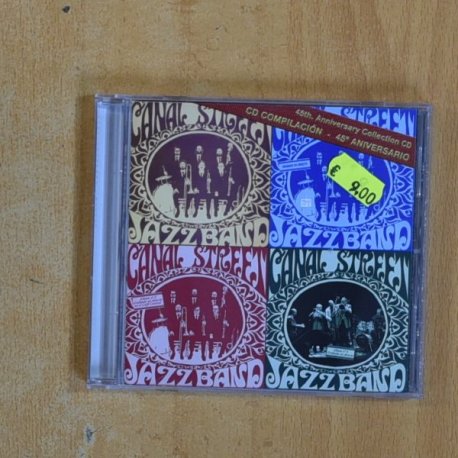 CANAL STREET
45th. Anniversary Collection CD
CD COMPILACIÓN - 45º ANIVERSARIO
€ 9.00
JAZZ BAND
JAZZ BAND
CANAL STREET
CANAL STREET
JAZZ BAND
JAZZ BAND